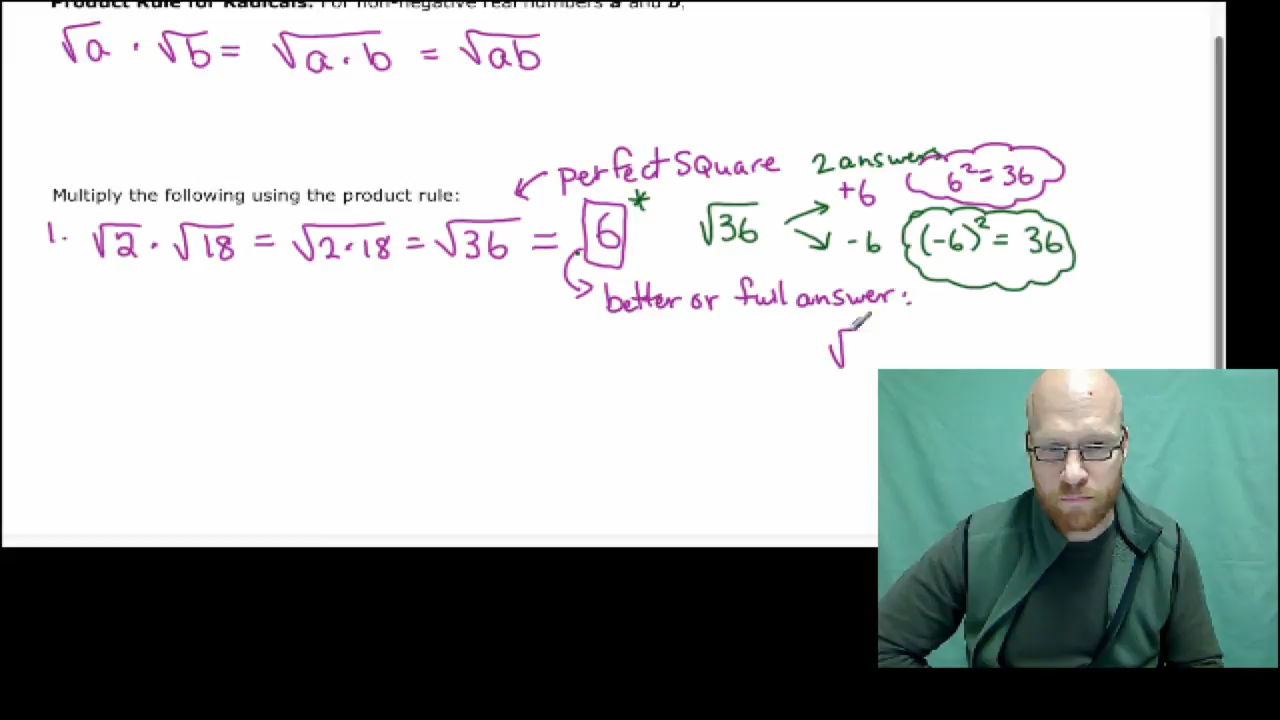 Product Rule for Radicals: For non-negative real numbers a and b,
√a · √b = √a · b = √ab
perfect square
2 answers
6² = 36
+6
Multiply the following using the product rule:
1. √2 · √18 = √2·18 = √36 = 6 *
√36
-6
(-6)² = 36
better or full answer:
√